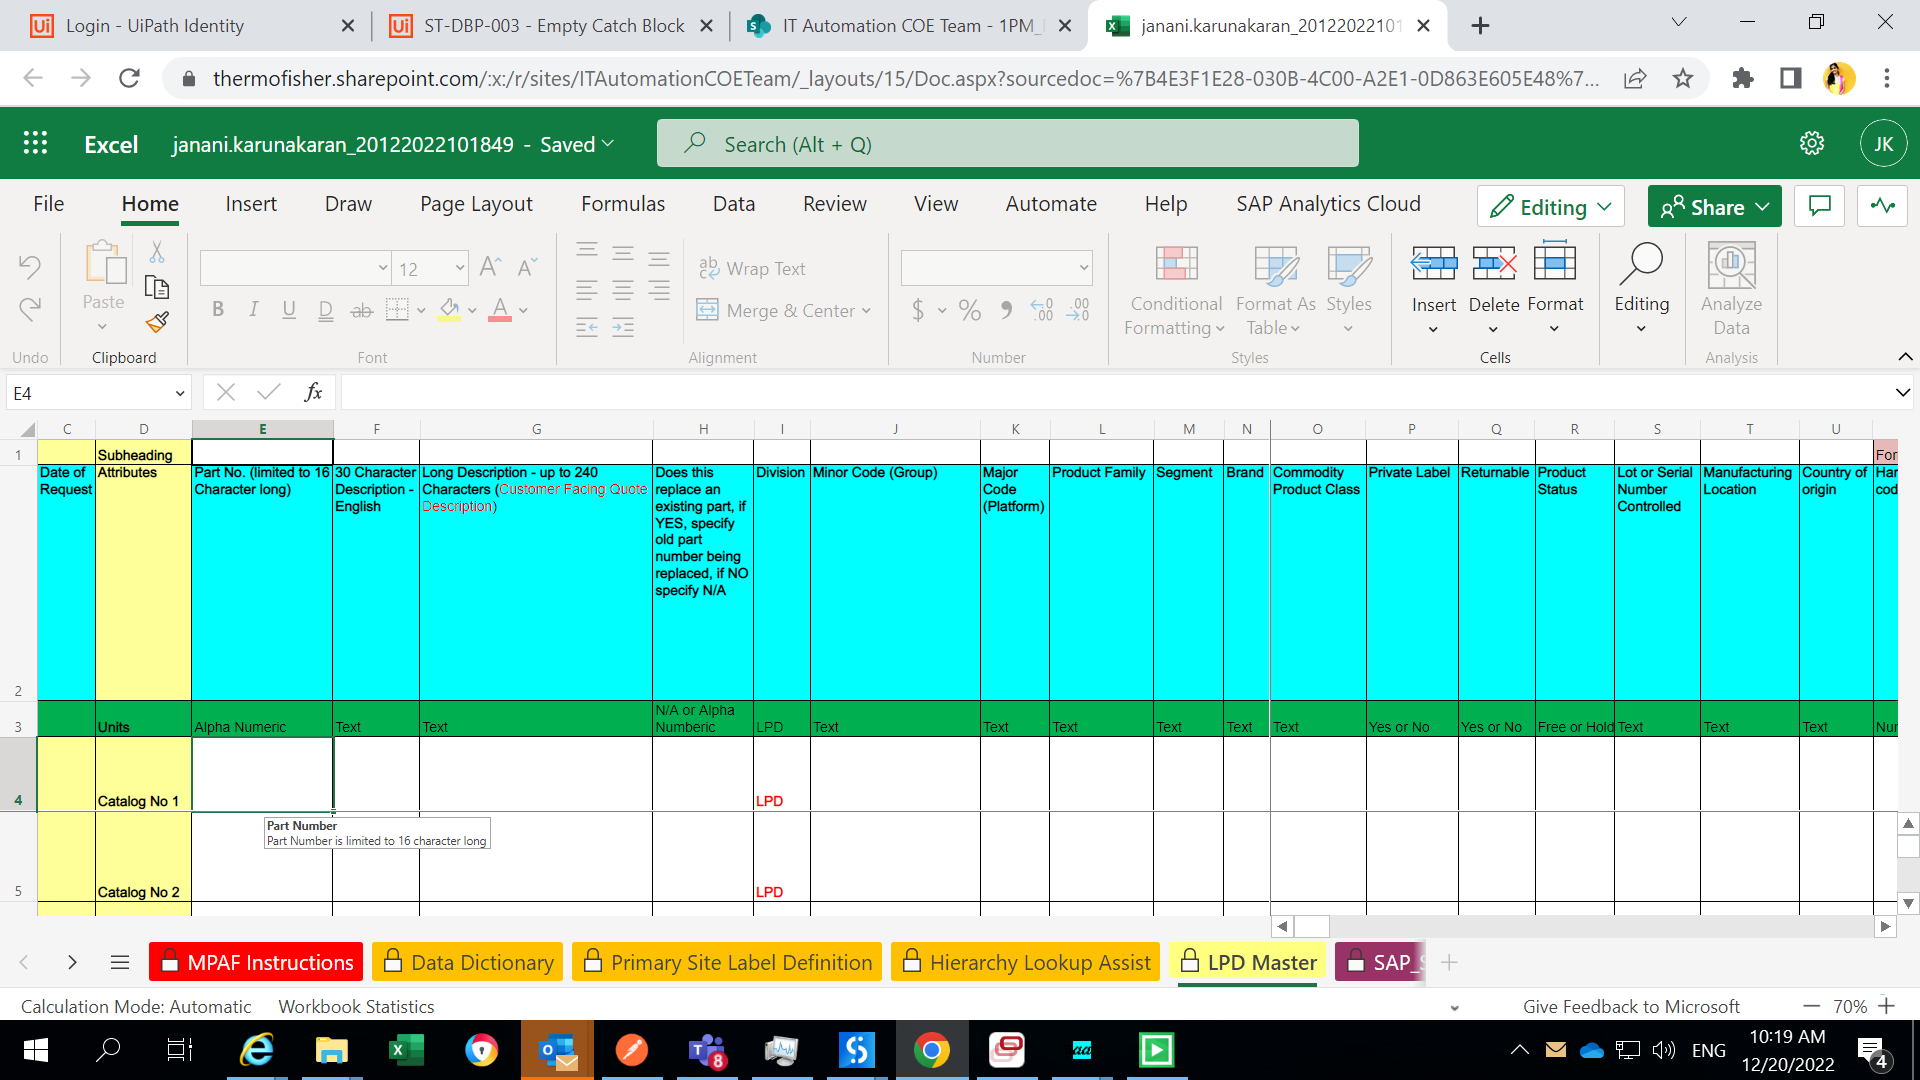 Login - UiPath Identity
ST-DBP-003 - Empty Catch Block
IT Automation COE Team - 1PM_
janani.karunakaran_2012202210
thermofisher.sharepoint.com/:x:/r/sites/ITAutomationCOETeam/_layouts/15/Doc.aspx?sourcedoc=%7B4E3F1E28-030B-4C00-A2E1-0D863E605E48%7...
Excel janani.karunakaran_20122022101849 - Saved
Search (Alt + Q)
JK
File Home Insert Draw Page Layout Formulas Data Review View Automate Help SAP Analytics Cloud
Editing Share
12
Wrap Text
Paste
Merge & Center
Conditional Formatting
Format As Table
Styles
Insert Delete Format
Editing
Analyze Data
Undo Clipboard Font Alignment Number Styles Cells Analysis
E4
fx
C D E F G H I J K L M N O P Q R S T U
1 Subheading For
Date of Request
Attributes
Part No. (limited to 16 Character long)
30 Character Description - English
Long Description - up to 240 Characters (Customer Facing Quote Description)
Does this replace an existing part, if YES, specify old part number being replaced, if NO specify N/A
Division
Minor Code (Group)
Major Code (Platform)
Product Family
Segment
Brand
Commodity Product Class
Private Label
Returnable
Product Status
Lot or Serial Number Controlled
Manufacturing Location
Country of origin
Har cod
2
3 Units Alpha Numeric Text Text N/A or Alpha Numberic LPD Text Text Text Text Text Text Yes or No Yes or No Free or Hold Text Text Text Nur
4 Catalog No 1 LPD
Part Number
Part Number is limited to 16 character long
5 Catalog No 2 LPD
MPAF Instructions
Data Dictionary
Primary Site Label Definition
Hierarchy Lookup Assist
LPD Master
SAP_
Calculation Mode: Automatic Workbook Statistics
Give Feedback to Microsoft
70%
8
aa
ENG
10:19 AM
12/20/2022
4